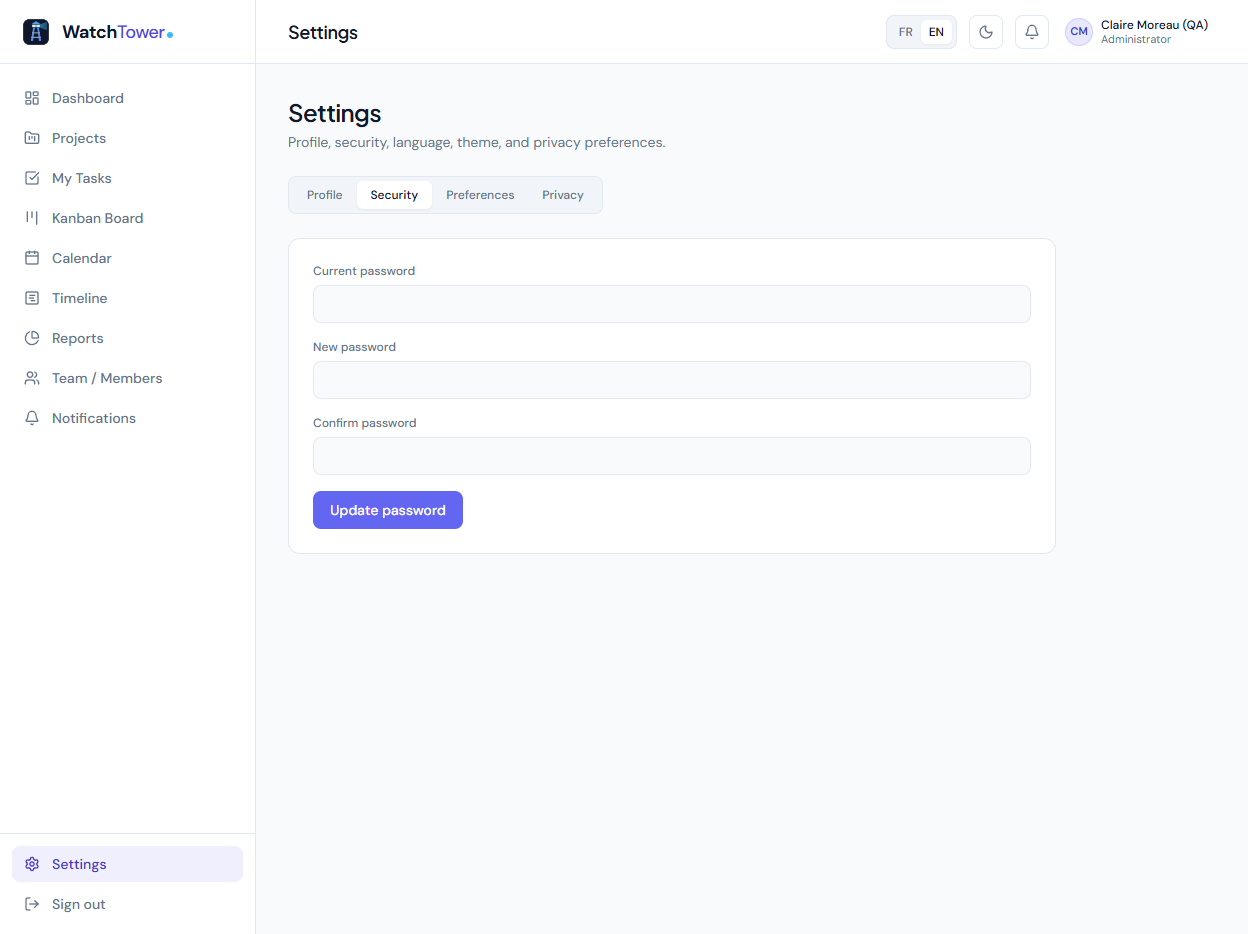 WatchTower
Settings
FR EN
CM
Claire Moreau (QA)
Administrator
Dashboard
Projects
My Tasks
Kanban Board
Calendar
Timeline
Reports
Team / Members
Notifications
Settings
Sign out
Settings
Profile, security, language, theme, and privacy preferences.
Profile Security Preferences Privacy
Current password
New password
Confirm password
Update password